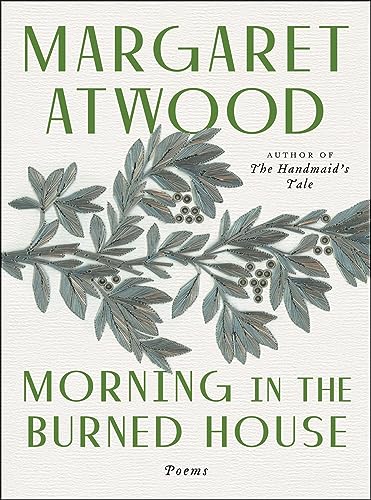 MARGARET
ATWOOD
AUTHOR OF
The Handmaid's
Tale
MORNING IN THE
BURNED HOUSE
Poems